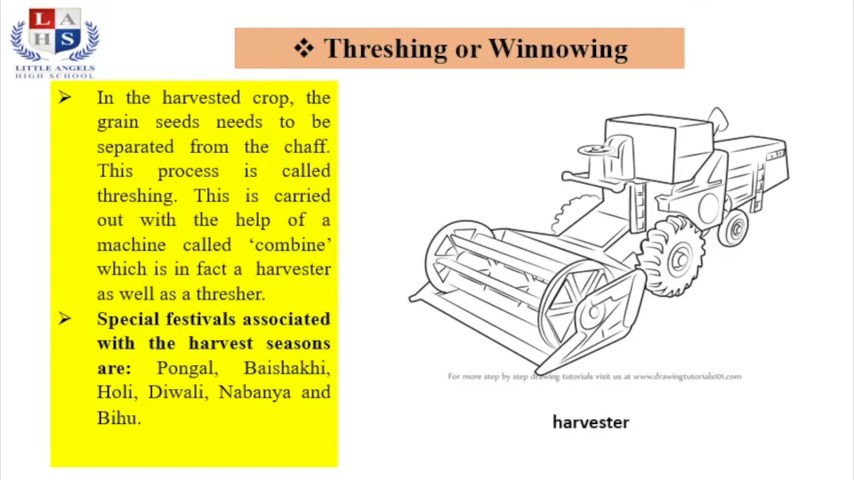 L A
H S
LITTLE ANGELS
HIGH SCHOOL
❖ Threshing or Winnowing
➢ In the harvested crop, the
grain seeds needs to be
separated from the chaff.
This process is called
threshing. This is carried
out with the help of a
machine called ‘combine’
which is in fact a harvester
as well as a thresher.
➢ Special festivals associated
with the harvest seasons
are: Pongal, Baishakhi,
Holi, Diwali, Nabanya and
Bihu.
For more step by step drawing tutorials visit us at www.drawingtutorials101.com
harvester